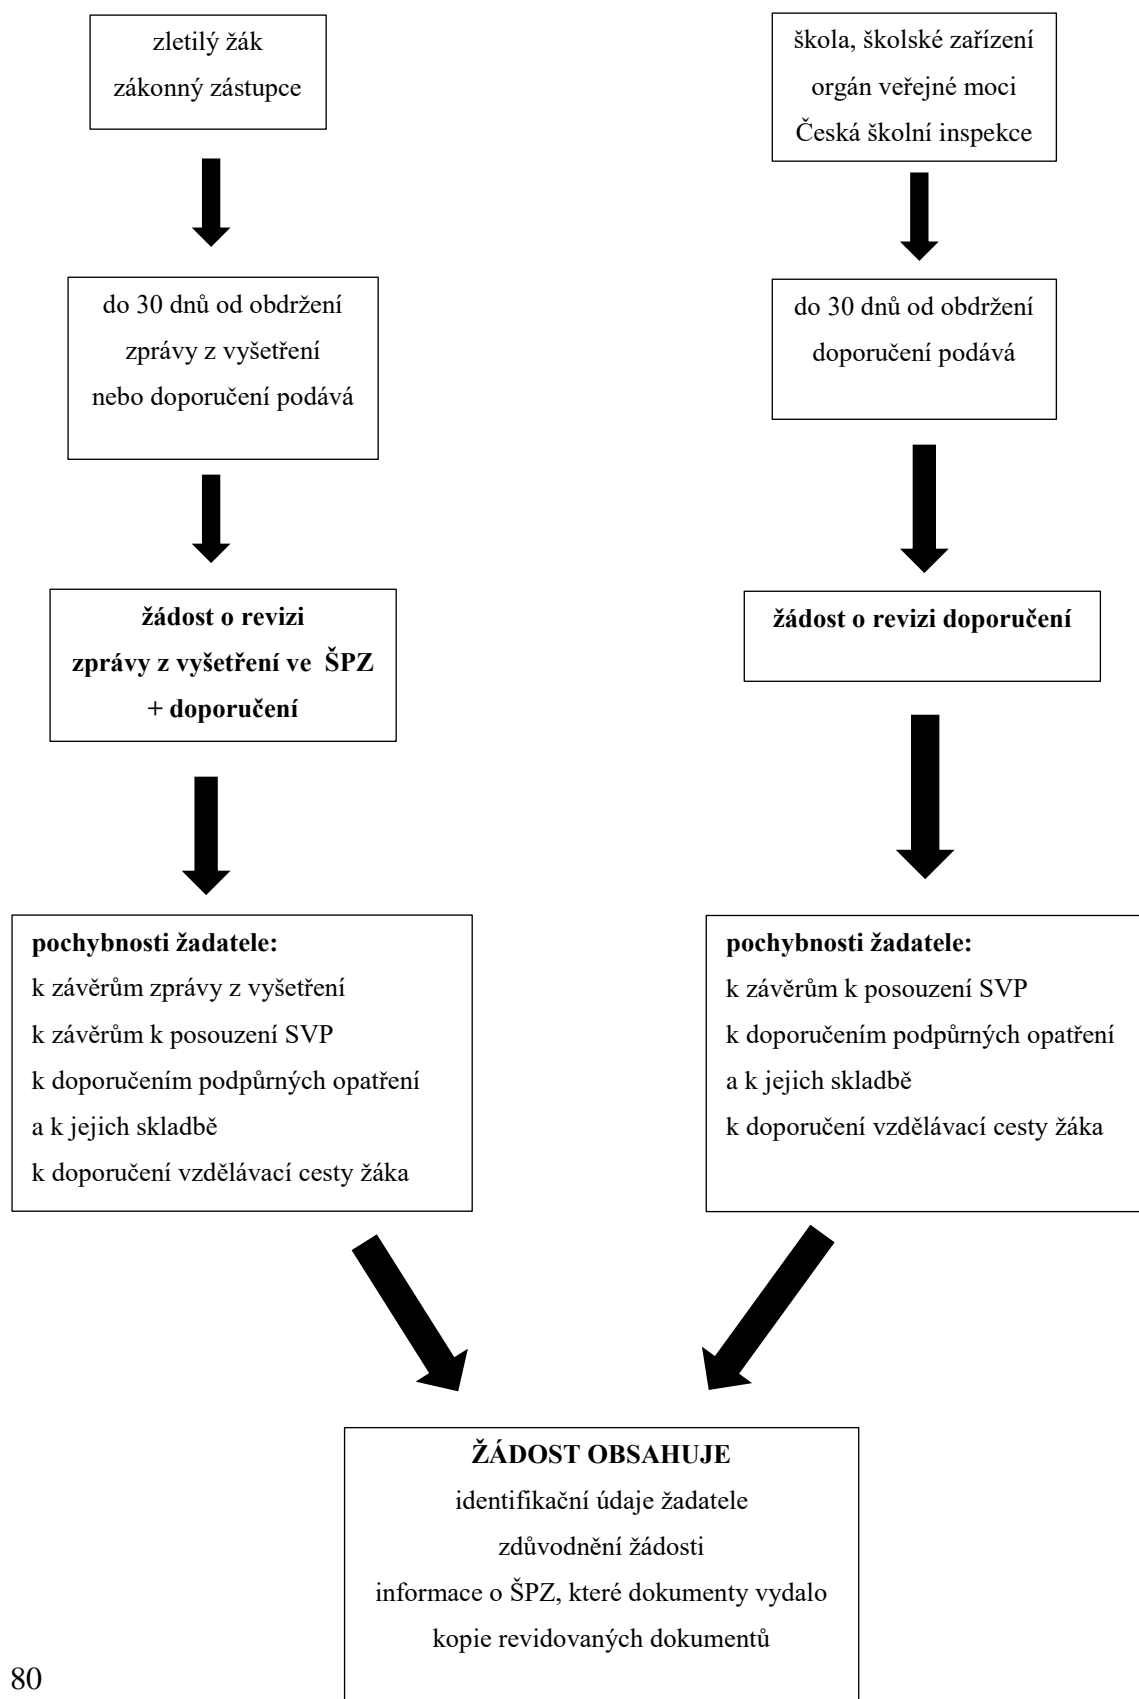 zletilý žák
zákonný zástupce
škola, školské zařízení
orgán veřejné moci
Česká školní inspekce
do 30 dnů od obdržení
zprávy z vyšetření
nebo doporučení podává
do 30 dnů od obdržení
doporučení podává
žádost o revizi
zprávy z vyšetření ve ŠPZ
+ doporučení
žádost o revizi doporučení
pochybnosti žadatele:
k závěrům zprávy z vyšetření
k závěrům k posouzení SVP
k doporučením podpůrných opatření
a k jejich skladbě
k doporučení vzdělávací cesty žáka
pochybnosti žadatele:
k závěrům k posouzení SVP
k doporučením podpůrných opatření
a k jejich skladbě
k doporučení vzdělávací cesty žáka
ŽÁDOST OBSAHUJE
identifikační údaje žadatele
zdůvodnění žádosti
informace o ŠPZ, které dokumenty vydalo
kopie revidovaných dokumentů
80